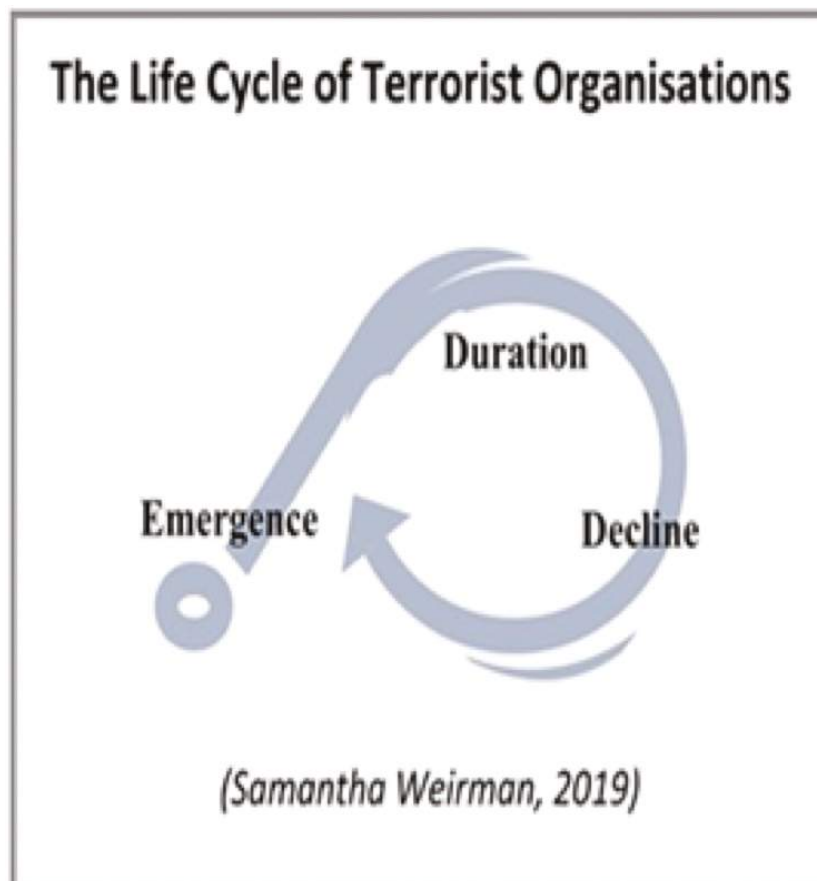 The Life Cycle of Terrorist Organisations
Duration
Emergence
Decline
(Samantha Weirman, 2019)